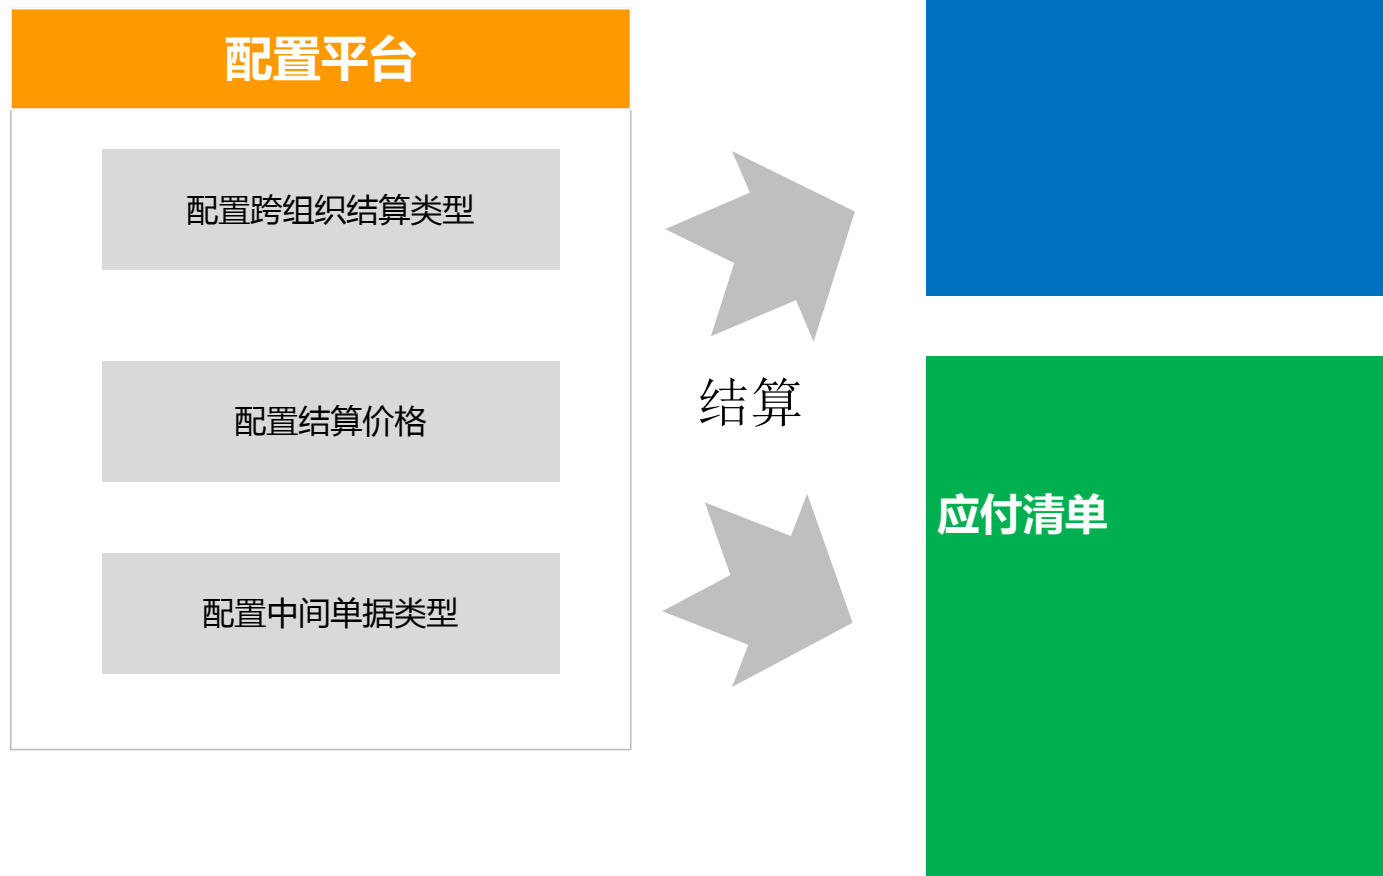 配置平台
配置跨组织结算类型
配置结算价格
配置中间单据类型
结算
应付清单